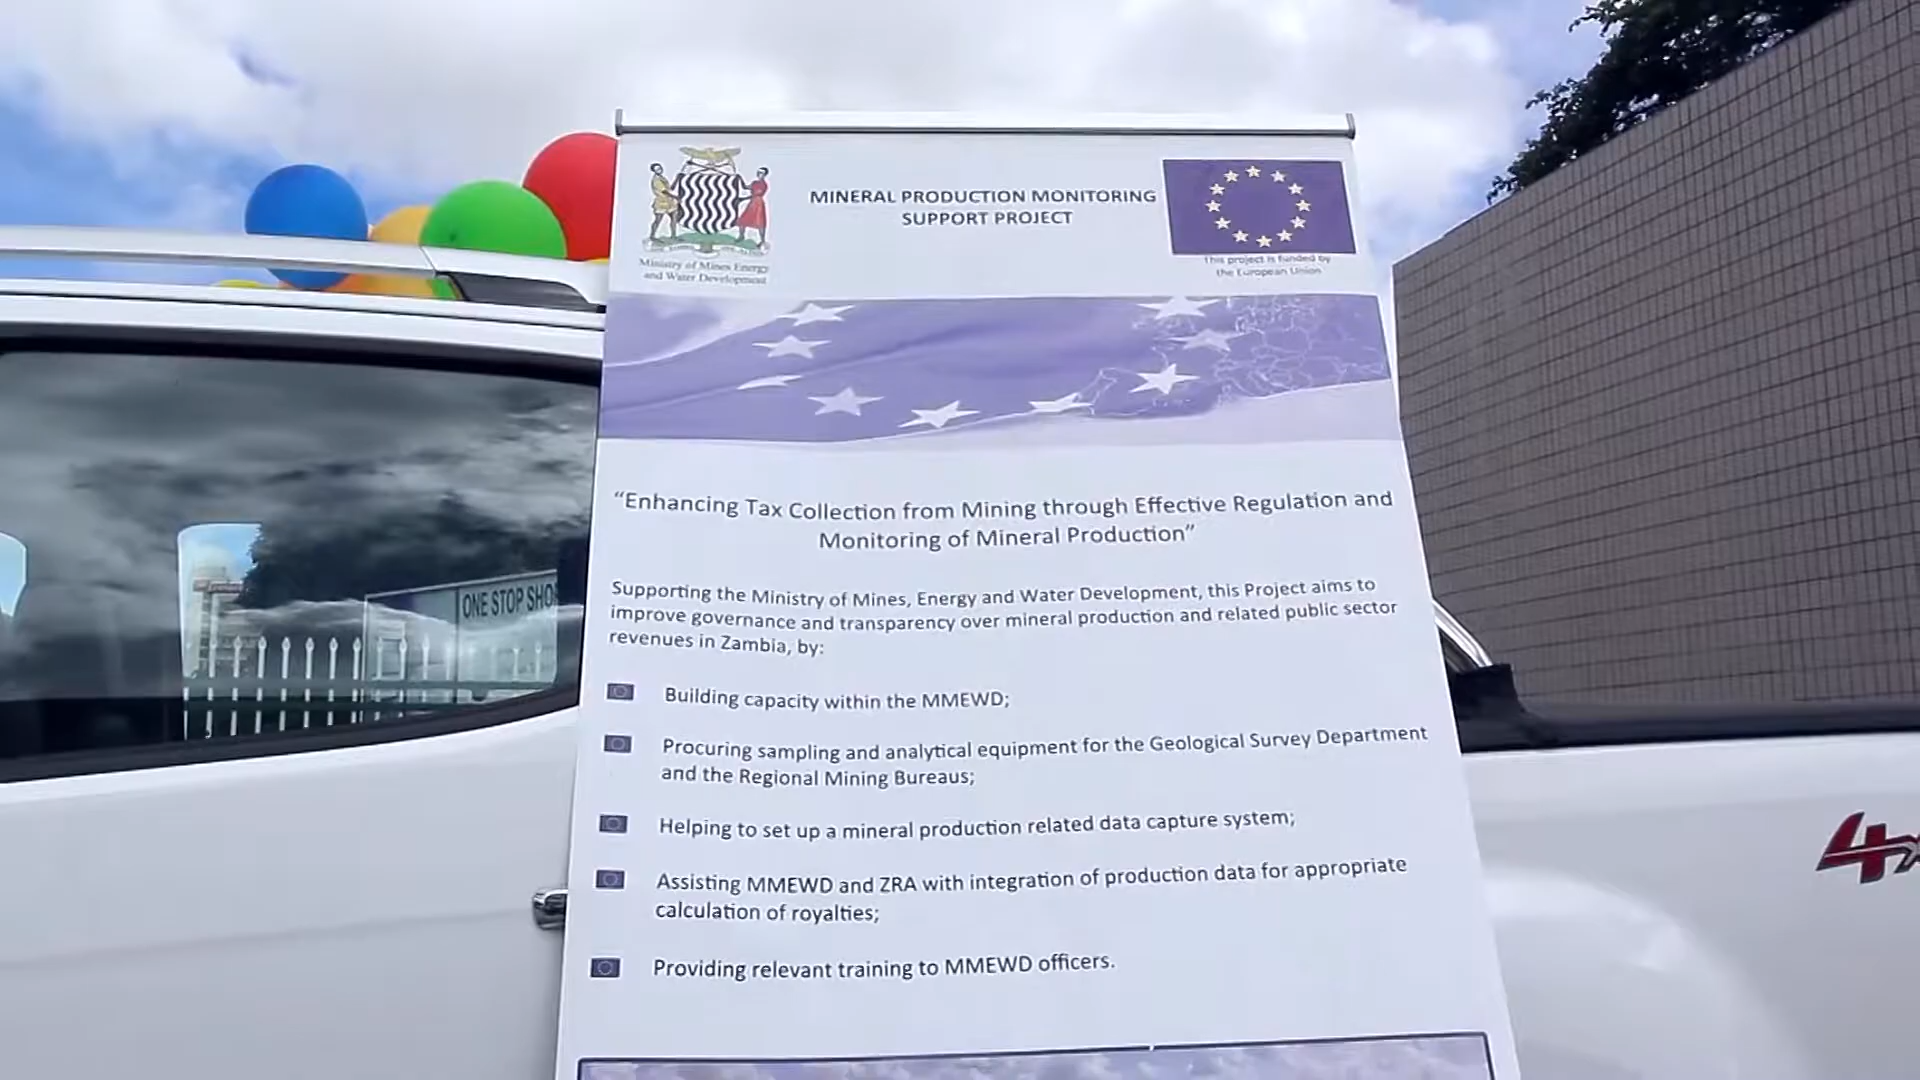 MINERAL PRODUCTION MONITORING
SUPPORT PROJECT
Ministry of Mines Energy
and Water Development
This project is funded by
the European Union
“Enhancing Tax Collection from Mining through Effective Regulation and
Monitoring of Mineral Production”
Supporting the Ministry of Mines, Energy and Water Development, this Project aims to
improve governance and transparency over mineral production and related public sector
revenues in Zambia, by:
Building capacity within the MMEWD;
Procuring sampling and analytical equipment for the Geological Survey Department
and the Regional Mining Bureaus;
Helping to set up a mineral production related data capture system;
Assisting MMEWD and ZRA with integration of production data for appropriate
calculation of royalties;
Providing relevant training to MMEWD officers.
ONE STOP SHO
4x